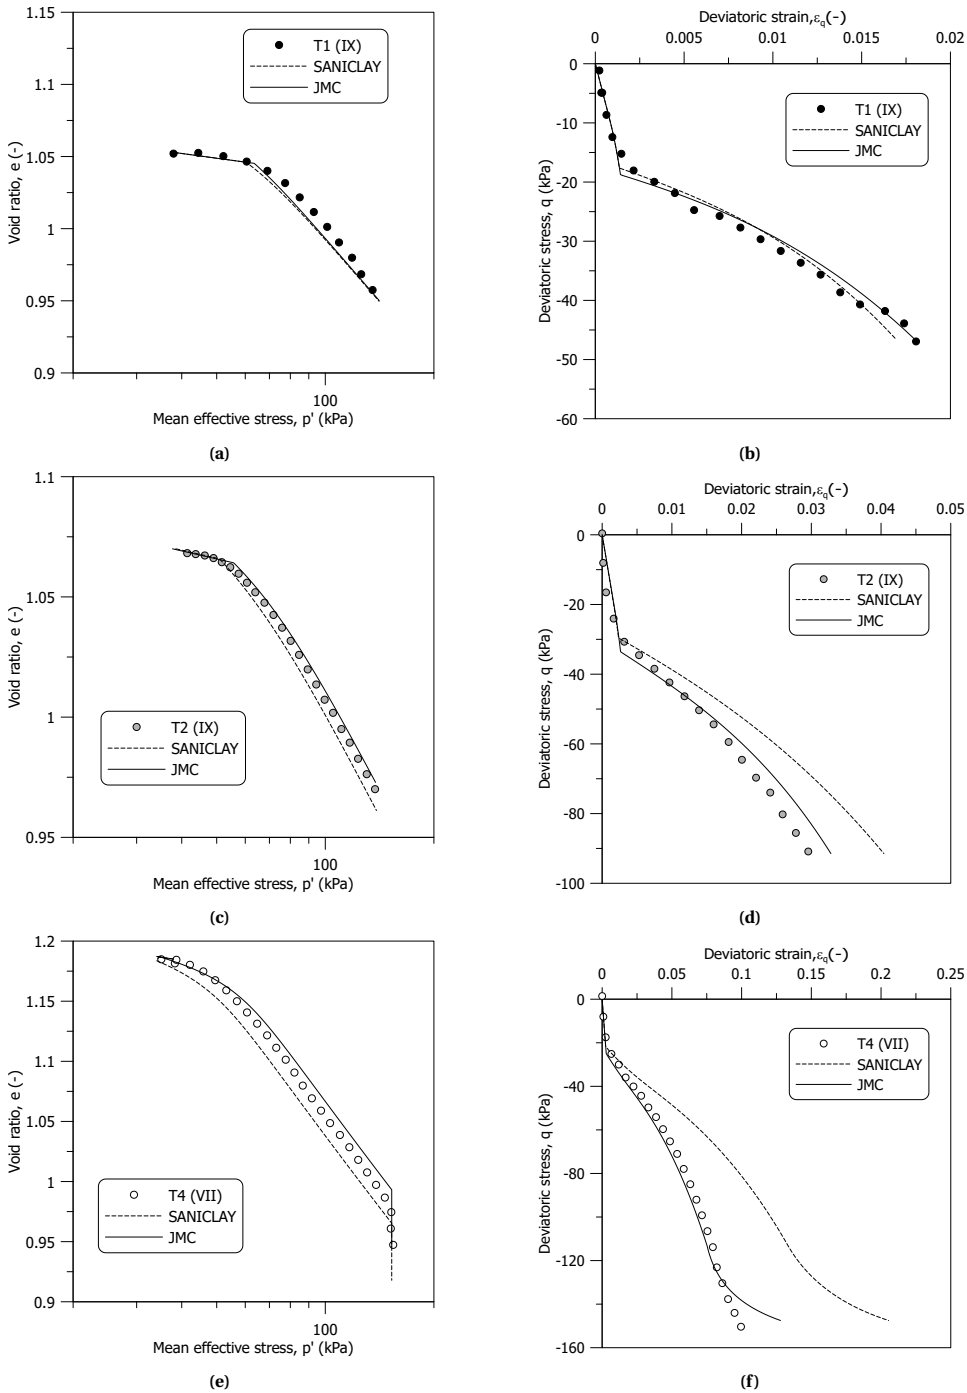 1.15
1.1
1.05
1
0.95
0.9
Void ratio, e (-)
T1 (IX)
SANICLAY
JMC
100
Mean effective stress, p' (kPa)
(a)
Deviatoric strain,εq(-)
0 0.005 0.01 0.015 0.02
0
-10
-20
-30
-40
-50
-60
Deviatoric stress, q (kPa)
T1 (IX)
SANICLAY
JMC
(b)
1.1
1.05
1
0.95
Void ratio, e (-)
T2 (IX)
SANICLAY
JMC
100
Mean effective stress, p' (kPa)
(c)
Deviatoric strain,εq(-)
0 0.01 0.02 0.03 0.04 0.05
0
-20
-40
-60
-80
-100
Deviatoric stress, q (kPa)
T2 (IX)
SANICLAY
JMC
(d)
1.2
1.15
1.1
1.05
1
0.95
0.9
Void ratio, e (-)
T4 (VII)
SANICLAY
JMC
100
Mean effective stress, p' (kPa)
(e)
Deviatoric strain,εq(-)
0 0.05 0.1 0.15 0.2 0.25
0
-40
-80
-120
-160
Deviatoric stress, q (kPa)
T4 (VII)
SANICLAY
JMC
(f)